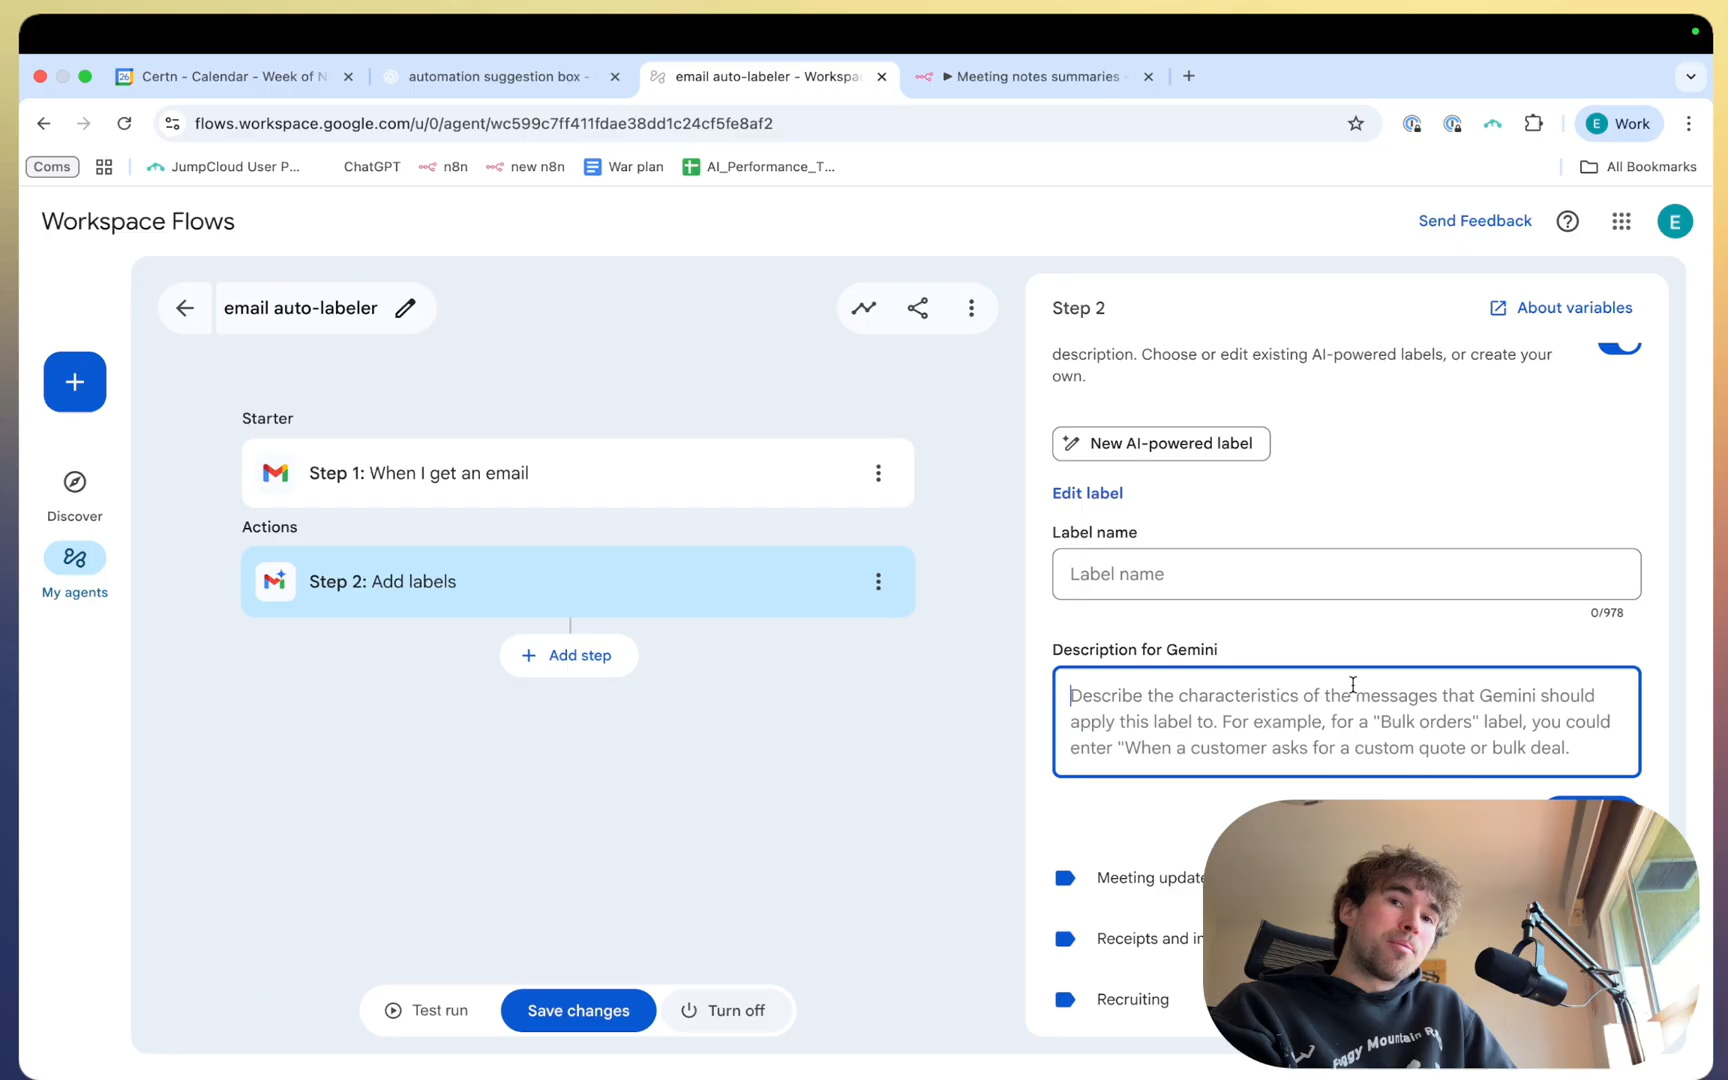 Certn - Calendar - Week of N
automation suggestion box -
email auto-labeler - Workspa
▶ Meeting notes summaries -
flows.workspace.google.com/u/0/agent/wc599c7ff411fdae38dd1c24cf5fe8af2
E Work
Coms
JumpCloud User P...
ChatGPT
n8n
new n8n
War plan
AI_Performance_T...
All Bookmarks
Workspace Flows
Send Feedback
E
email auto-labeler
Discover
My agents
Starter
Step 1: When I get an email
Actions
Step 2: Add labels
+ Add step
Test run
Save changes
Turn off
Step 2
About variables
description. Choose or edit existing AI-powered labels, or create your
own.
New AI-powered label
Edit label
Label name
Label name
0/978
Description for Gemini
Describe the characteristics of the messages that Gemini should
apply this label to. For example, for a "Bulk orders" label, you could
enter "When a customer asks for a custom quote or bulk deal.
Meeting update
Receipts and in
Recruiting
Foggy Mountain